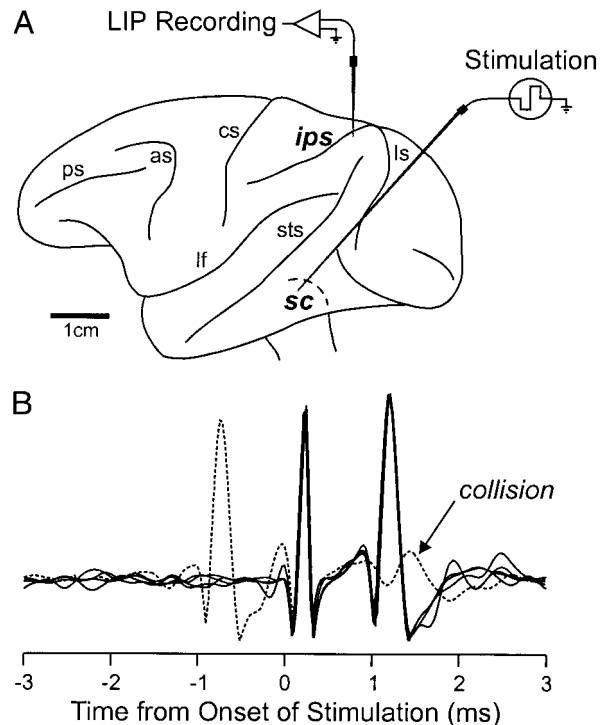 A
LIP Recording
Stimulation
ps
as
cs
ips
ls
sts
lf
sc
1cm
B
collision
-3 -2 -1 0 1 2 3
Time from Onset of Stimulation (ms)